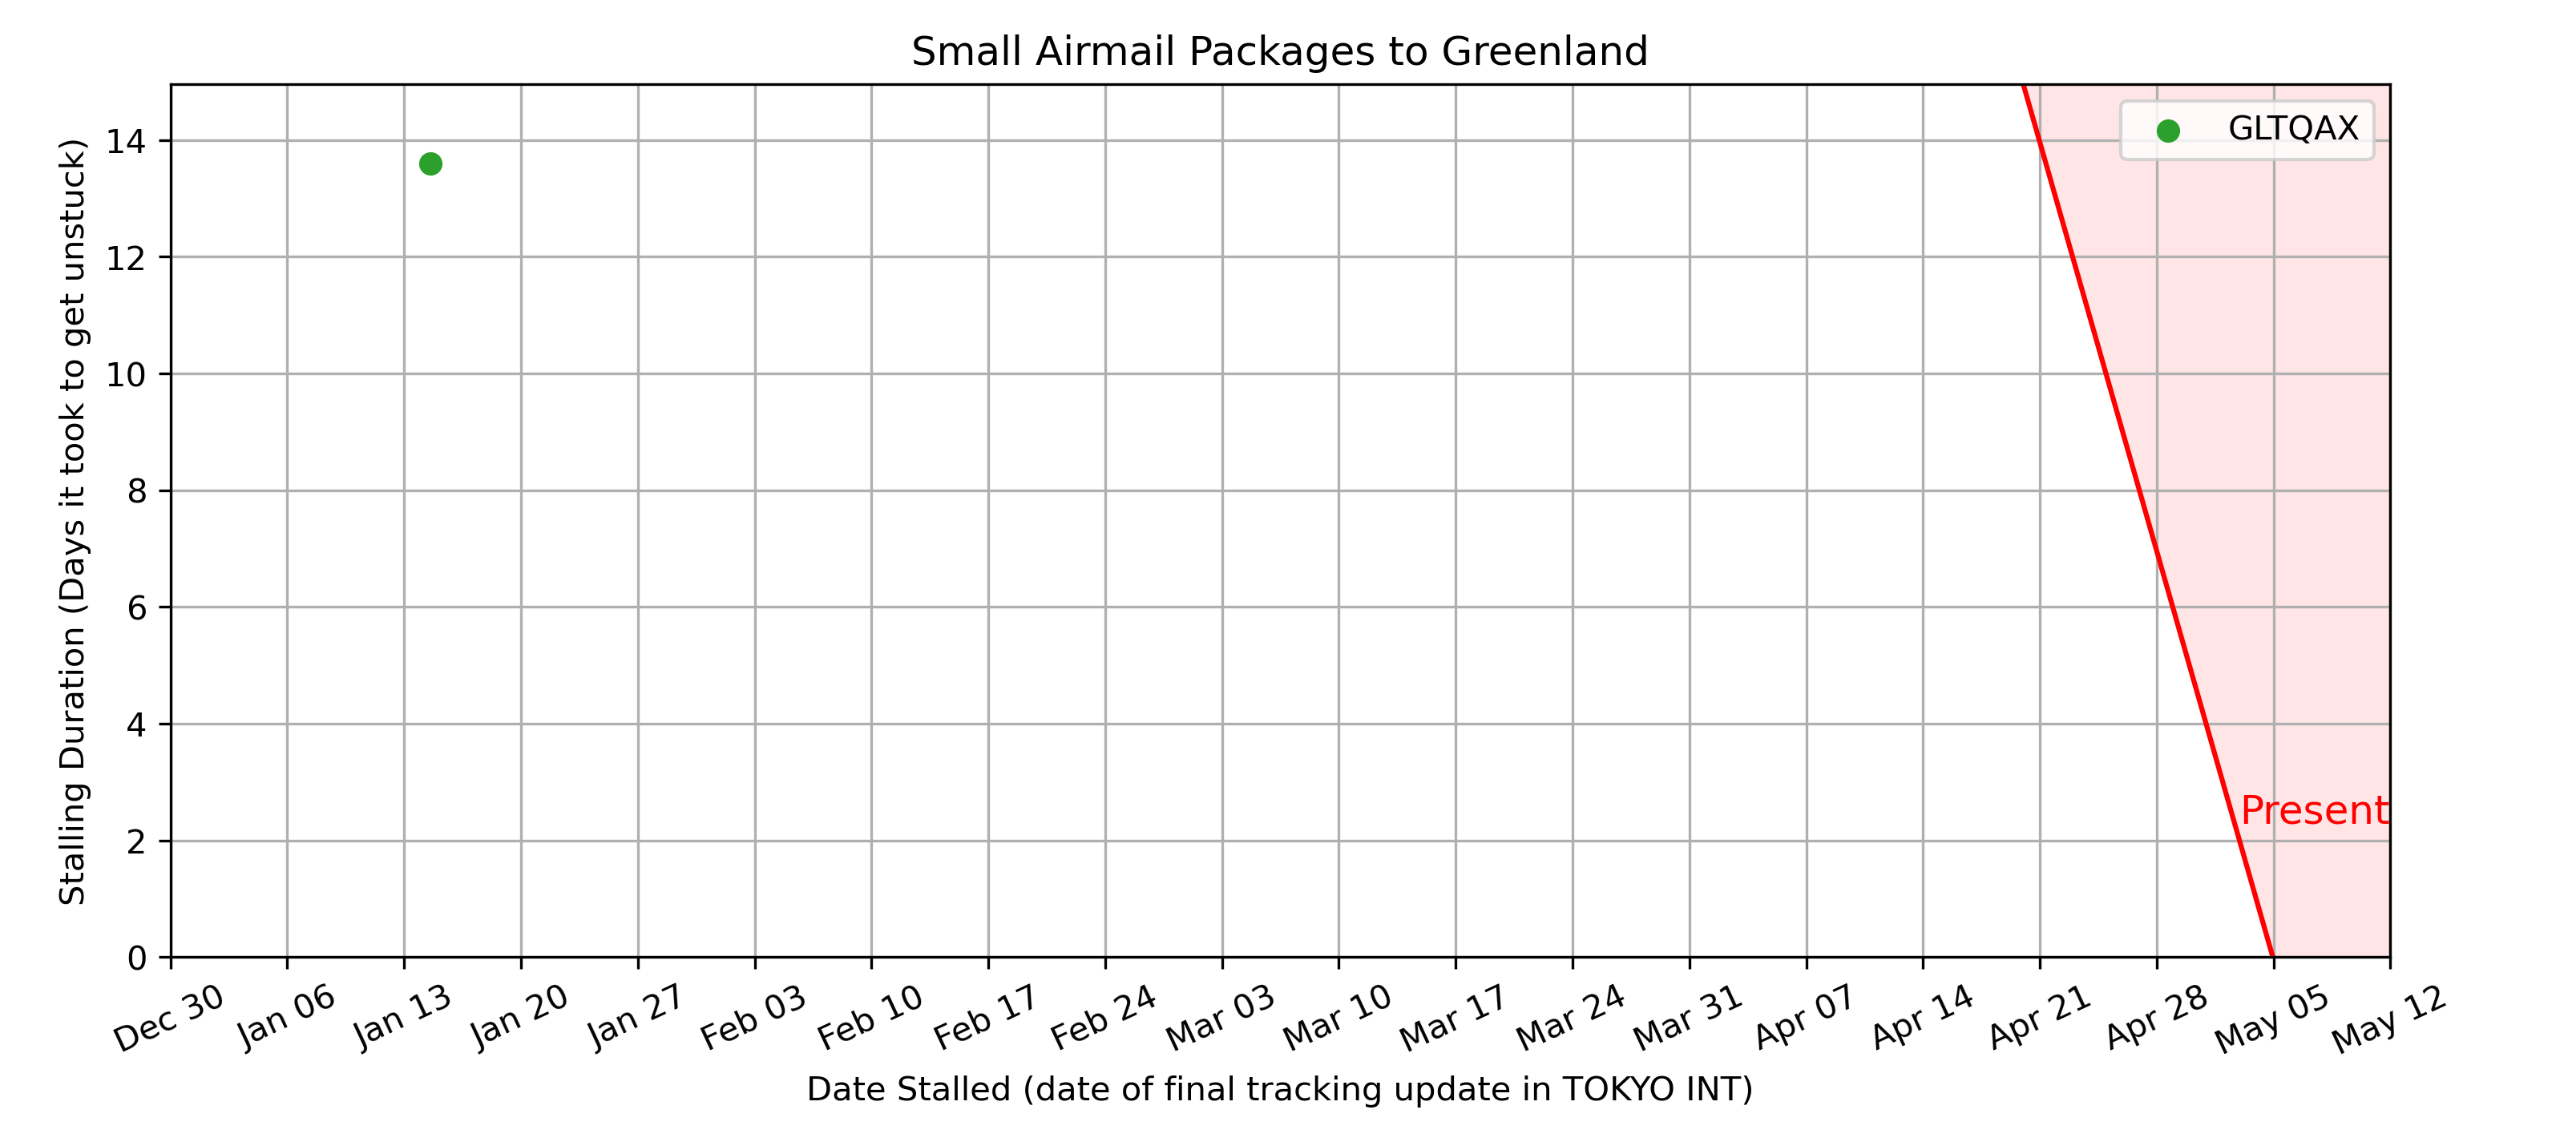 Small Airmail Packages to Greenland
GLTQAX
Stalling Duration (Days it took to get unstuck)
14
12
10
8
6
4
2
0
Present
Dec 30
Jan 06
Jan 13
Jan 20
Jan 27
Feb 03
Feb 10
Feb 17
Feb 24
Mar 03
Mar 10
Mar 17
Mar 24
Mar 31
Apr 07
Apr 14
Apr 21
Apr 28
May 05
May 12
Date Stalled (date of final tracking update in TOKYO INT)